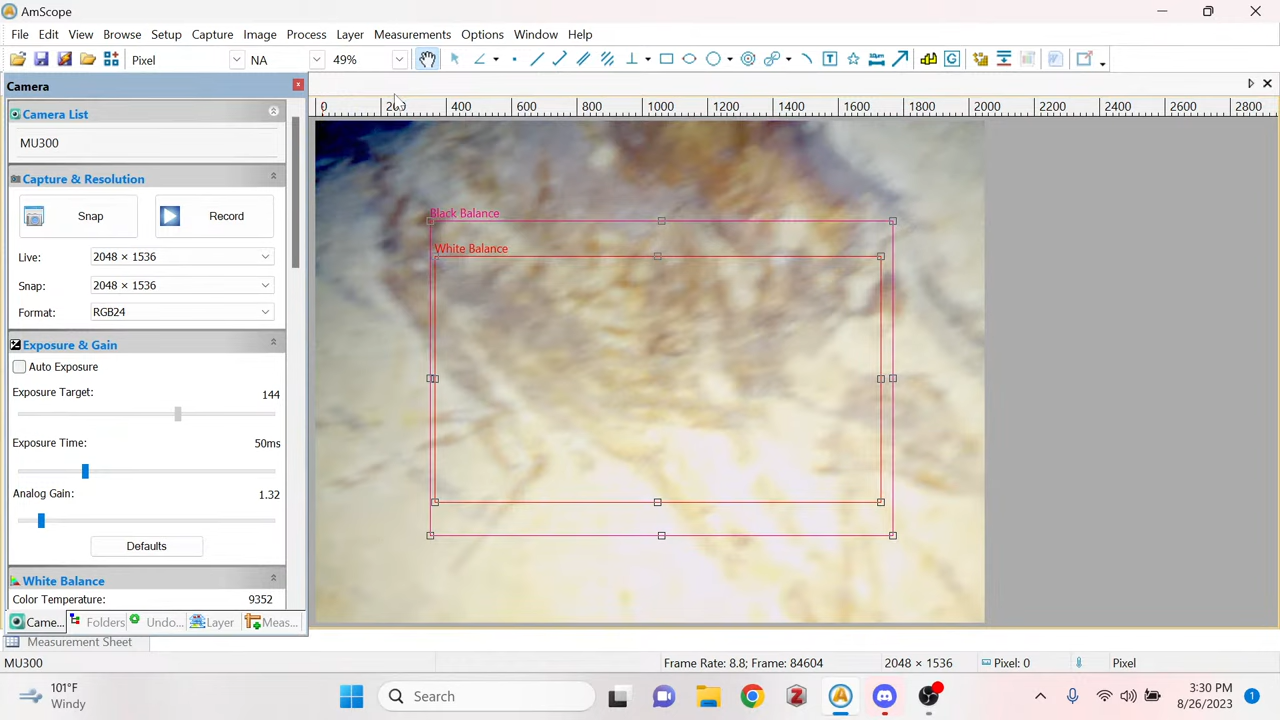 AmScope
File Edit View Browse Setup Capture Image Process Layer Measurements Options Window Help
Pixel NA 49%
Camera
0 200 400 600 800 1000 1200 1400 1600 1800 2000 2200 2400 2600 2800
Camera List
MU300
Capture & Resolution
Snap Record
Live: 2048 × 1536
Snap: 2048 × 1536
Format: RGB24
Exposure & Gain
Auto Exposure
Exposure Target: 144
Exposure Time: 50ms
Analog Gain: 1.32
Defaults
White Balance
Color Temperature: 9352
Black Balance
White Balance
Came... Folders Undo... Layer Meas...
Measurement Sheet
MU300 Frame Rate: 8.8; Frame: 84604 2048 × 1536 Pixel: 0 Pixel
101°F
Windy
Search
3:30 PM
8/26/2023
1